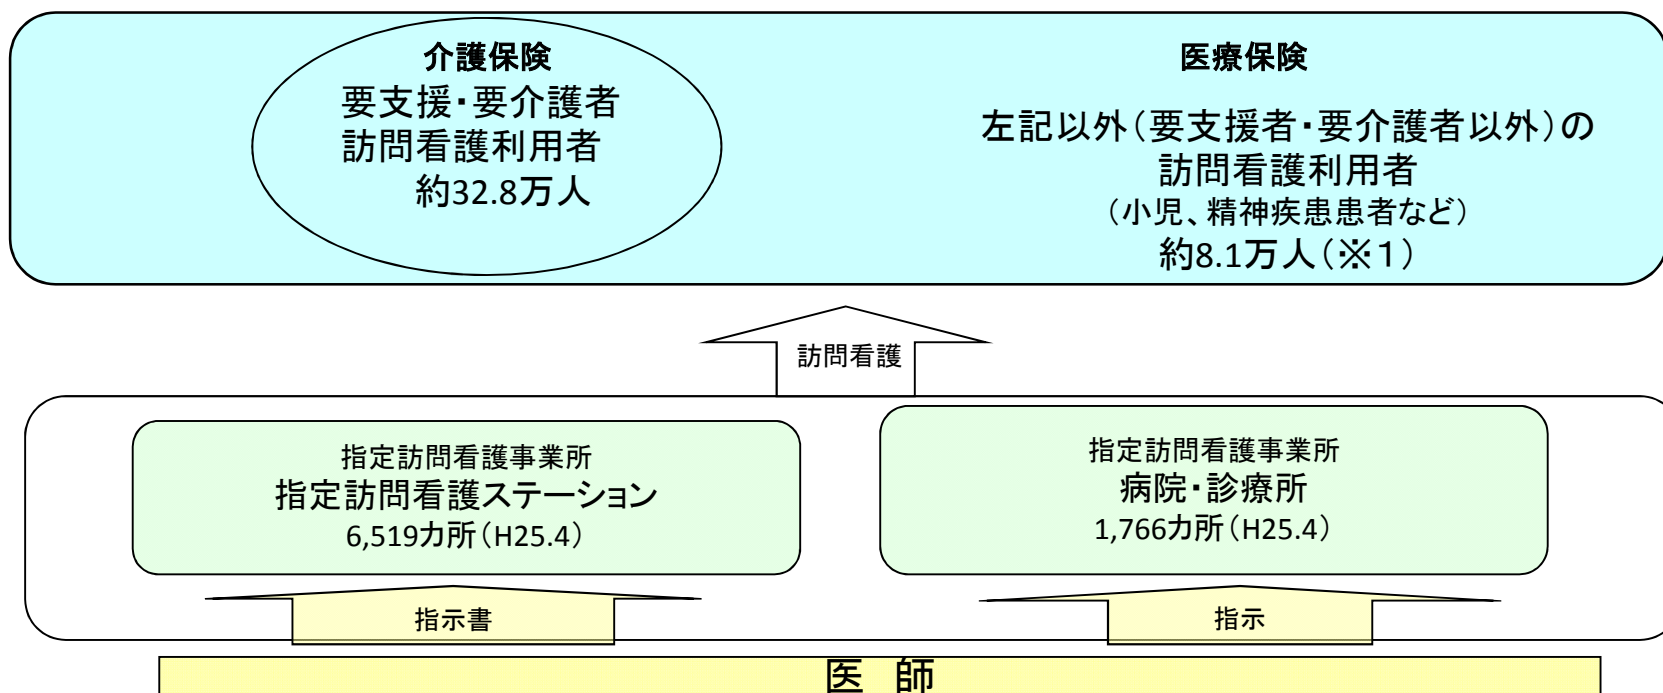 介護保険
要支援・要介護者
訪問看護利用者
約32.8万人
医療保険
左記以外（要支援者・要介護者以外）の
訪問看護利用者
（小児、精神疾患患者など）
約8.1万人（※１）
訪問看護
指定訪問看護事業所
指定訪問看護ステーション
6,519カ所（H25.4）
指定訪問看護事業所
病院・診療所
1,766カ所（H25.4）
指示書
指示
医　師